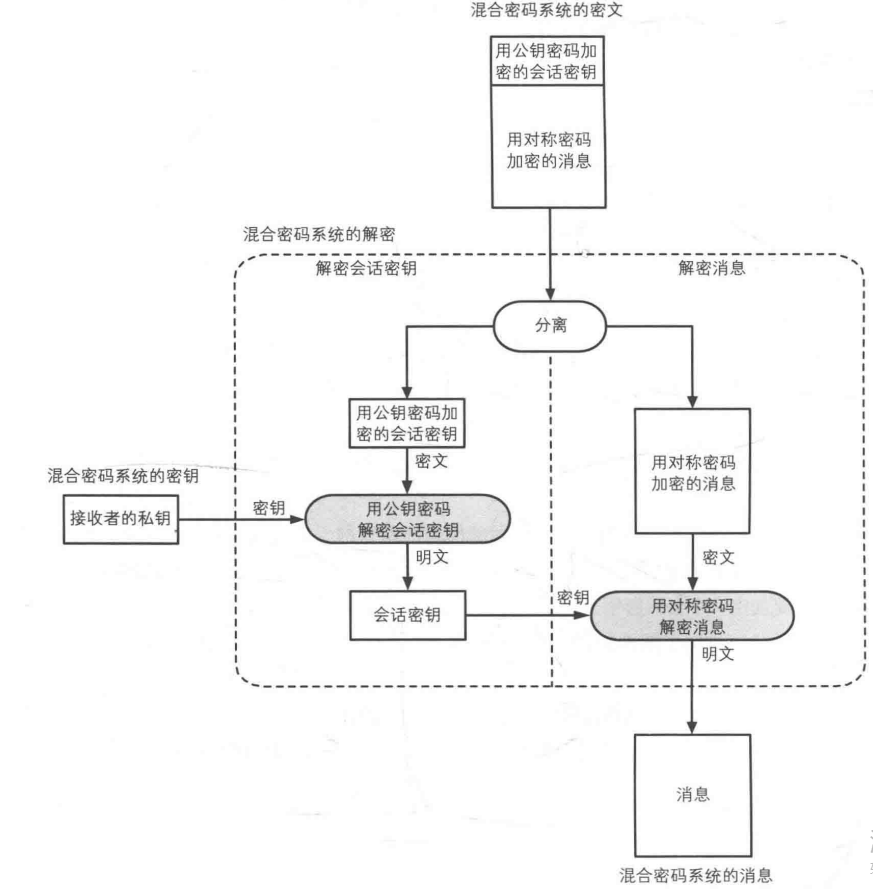 混合密码系统的密文
用公钥密码加
密的会话密钥
用对称密码
加密的消息
混合密码系统的解密
解密会话密钥
解密消息
分离
用公钥密码加
密的会话密钥
密文
用对称密码
加密的消息
混合密码系统的密钥
接收者的私钥
密钥
用公钥密码
解密会话密钥
明文
密文
会话密钥
密钥
用对称密码
解密消息
明文
消息
混合密码系统的消息